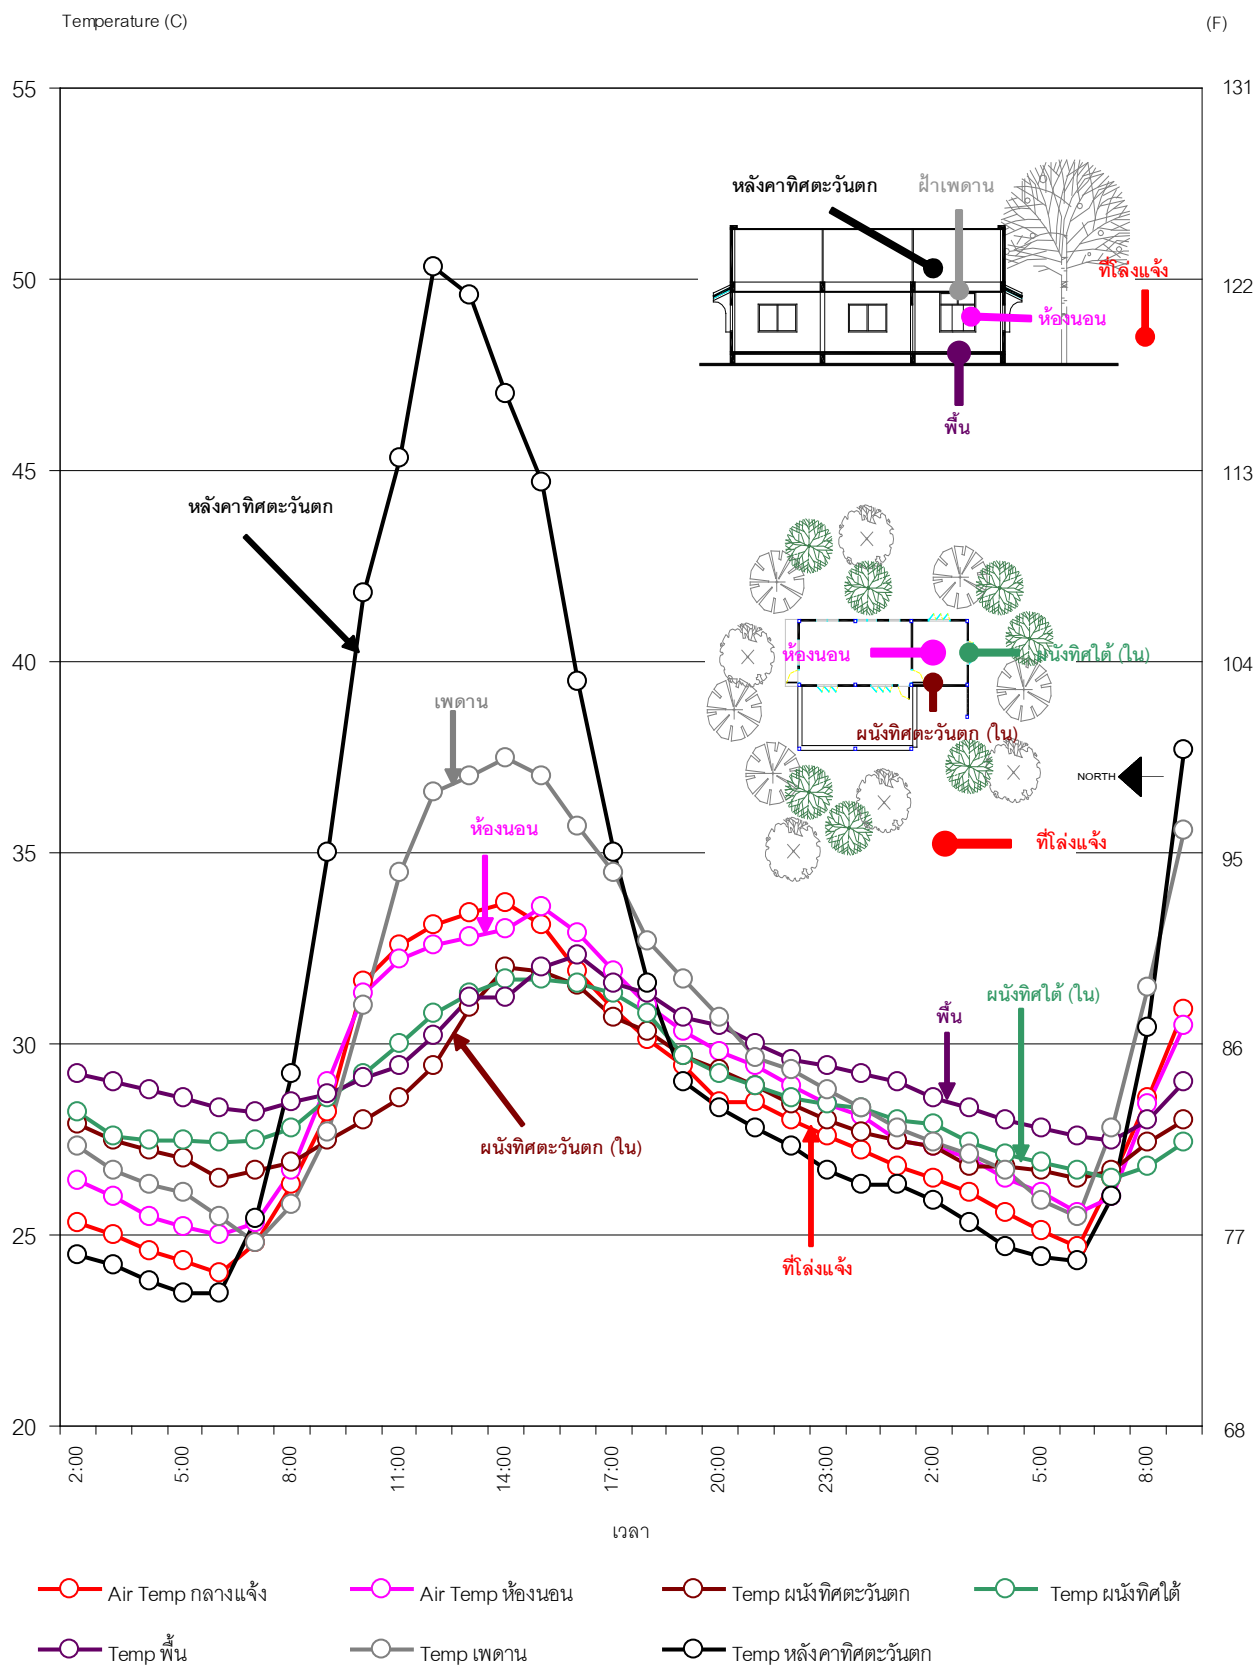 Temperature (C)
(F)
55
131
หลังคาทิศตะวันตก
ฝ้าเพดาน
ที่โล่งแจ้ง
50
122
ห้องนอน
พื้น
45
113
หลังคาทิศตะวันตก
ห้องนอน
ผนังทิศใต้ (ใน)
40
104
เพดาน
ผนังทิศตะวันตก (ใน)
NORTH
ห้องนอน
ที่โล่งแจ้ง
35
95
ผนังทิศใต้ (ใน)
พื้น
30
86
ผนังทิศตะวันตก (ใน)
25
77
ที่โล่งแจ้ง
20
68
2:00
5:00
8:00
11:00
14:00
17:00
20:00
23:00
2:00
5:00
8:00
เวลา
Air Temp กลางแจ้ง
Air Temp ห้องนอน
Temp ผนังทิศตะวันตก
Temp ผนังทิศใต้
Temp พื้น
Temp เพดาน
Temp หลังคาทิศตะวันตก